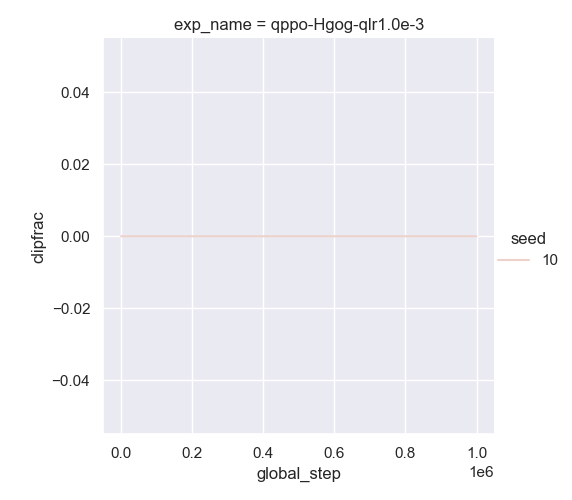 exp_name = qppo-Hgog-qlr1.0e-3
0.04
0.02
0.00
−0.02
−0.04
clipfrac
0.0 0.2 0.4 0.6 0.8 1.0
1e6
global_step
seed
10